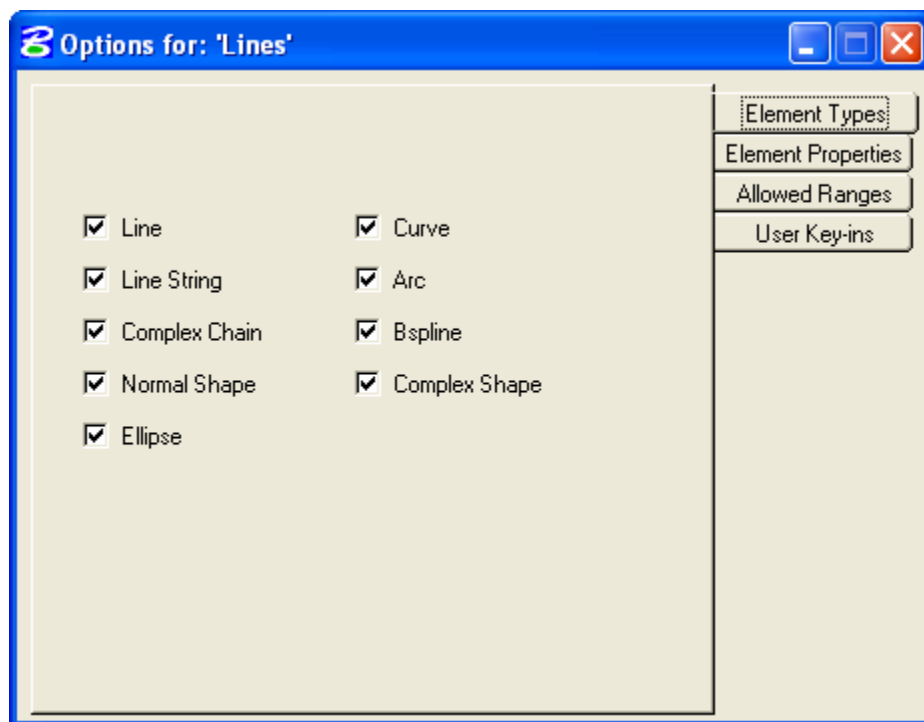 Options for: 'Lines'
Element Types
Element Properties
Allowed Ranges
User Key-ins
Line
Curve
Line String
Arc
Complex Chain
Bspline
Normal Shape
Complex Shape
Ellipse